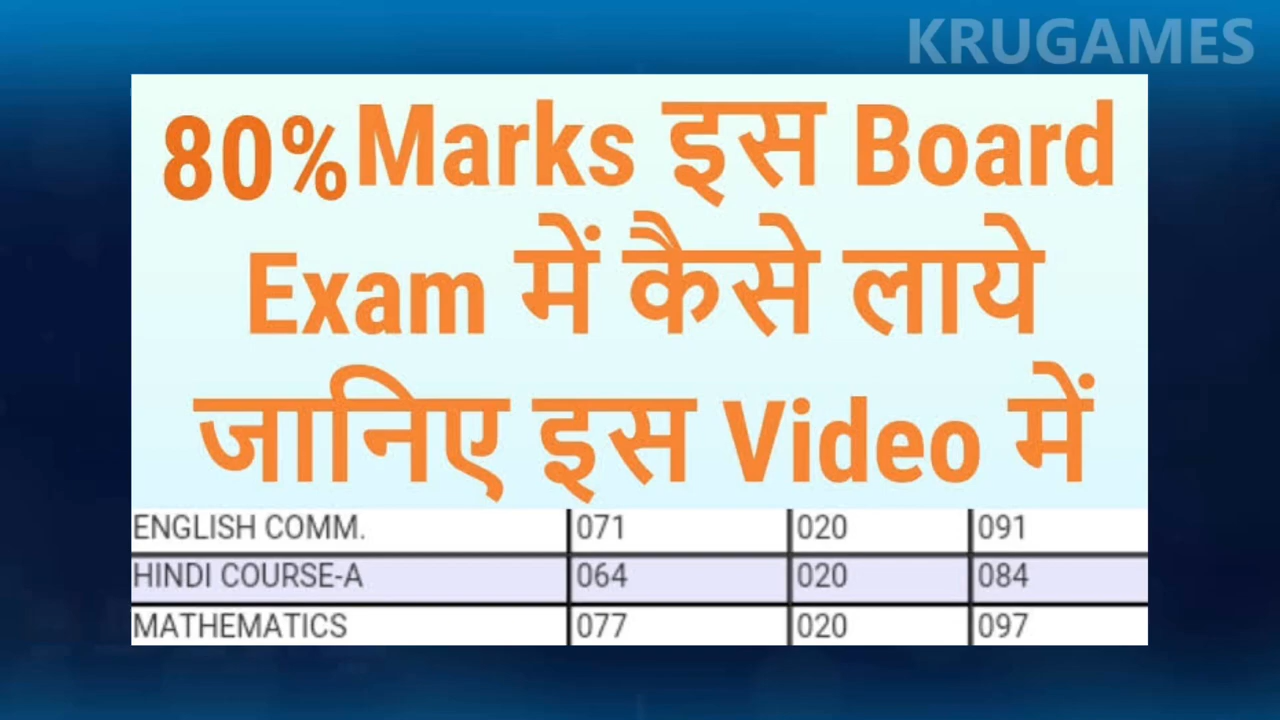 KRUGAMES
80% Marks इस Board
Exam में कैसे लाये
जानिए इस Video में
ENGLISH COMM. 071 020 091
HINDI COURSE-A 064 020 084
MATHEMATICS 077 020 097